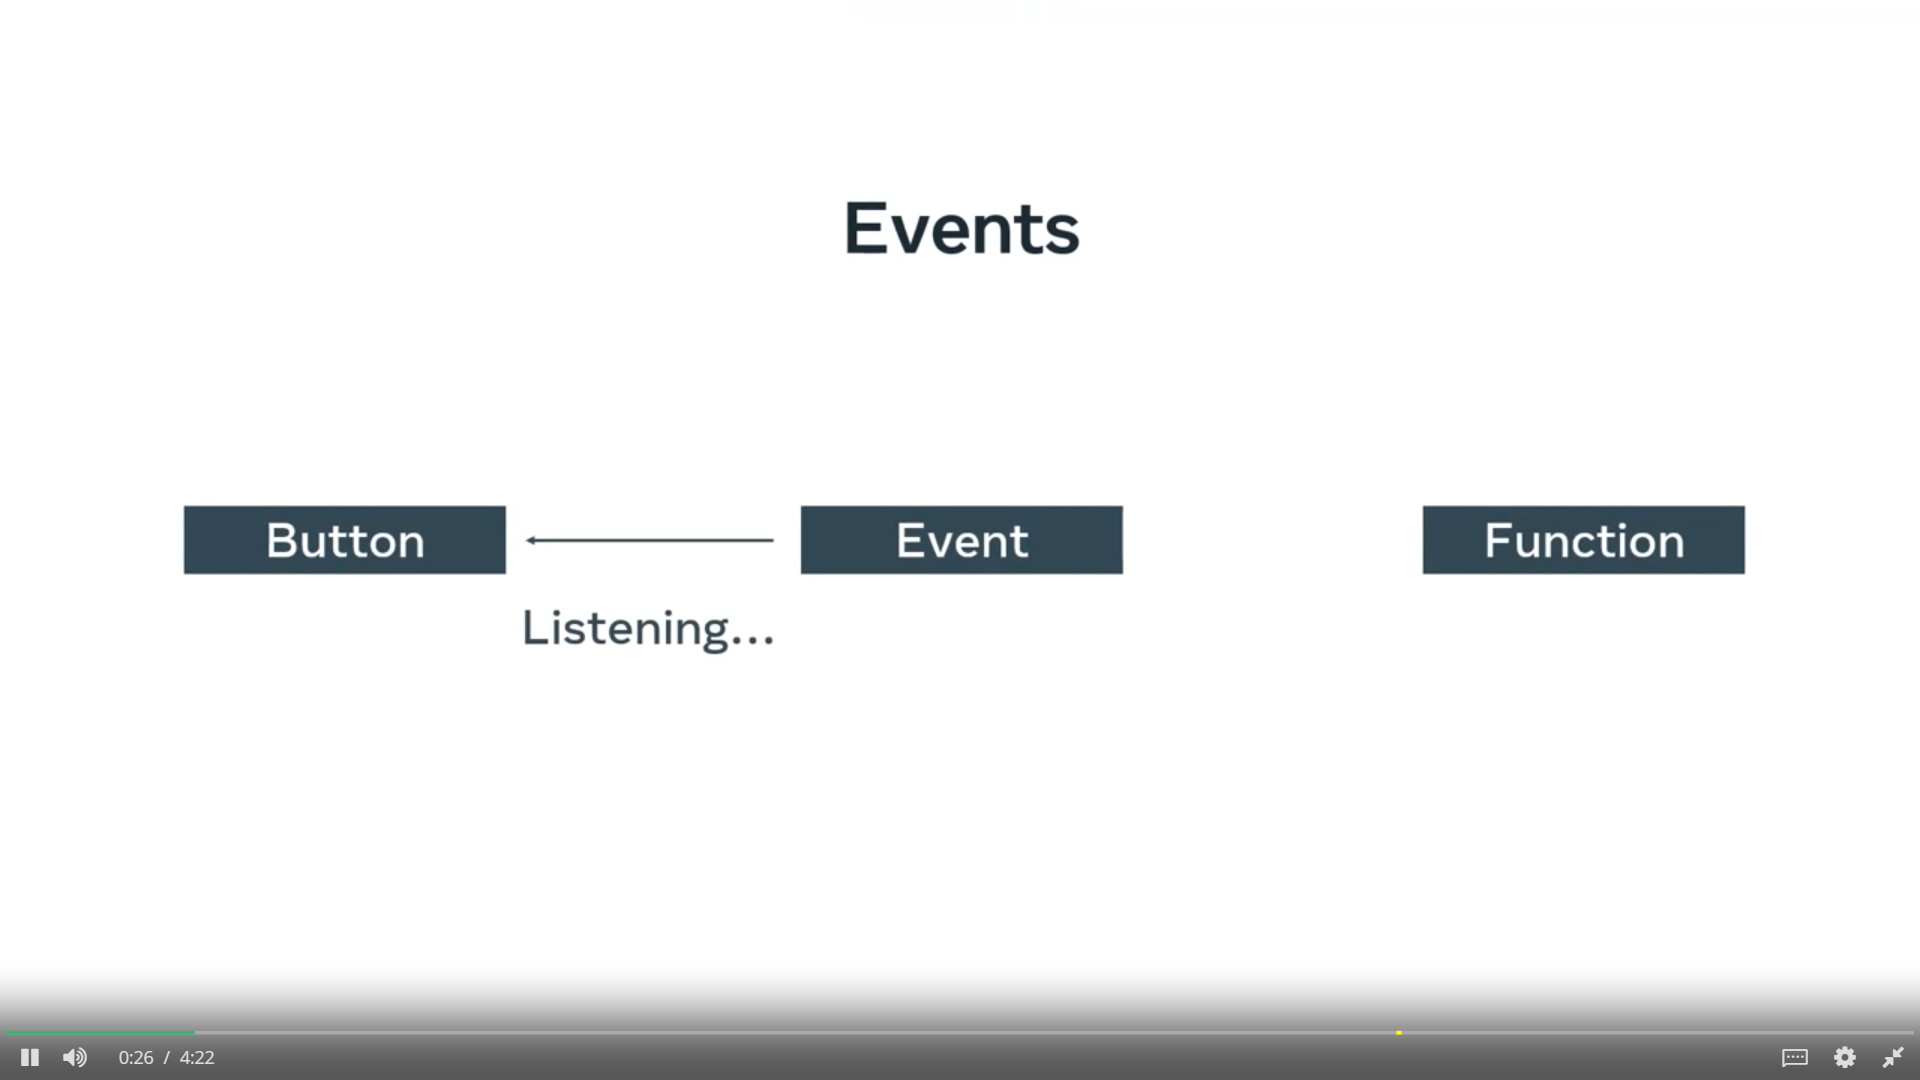 Events
Button
Event
Function
Listening...
0:26 / 4:22